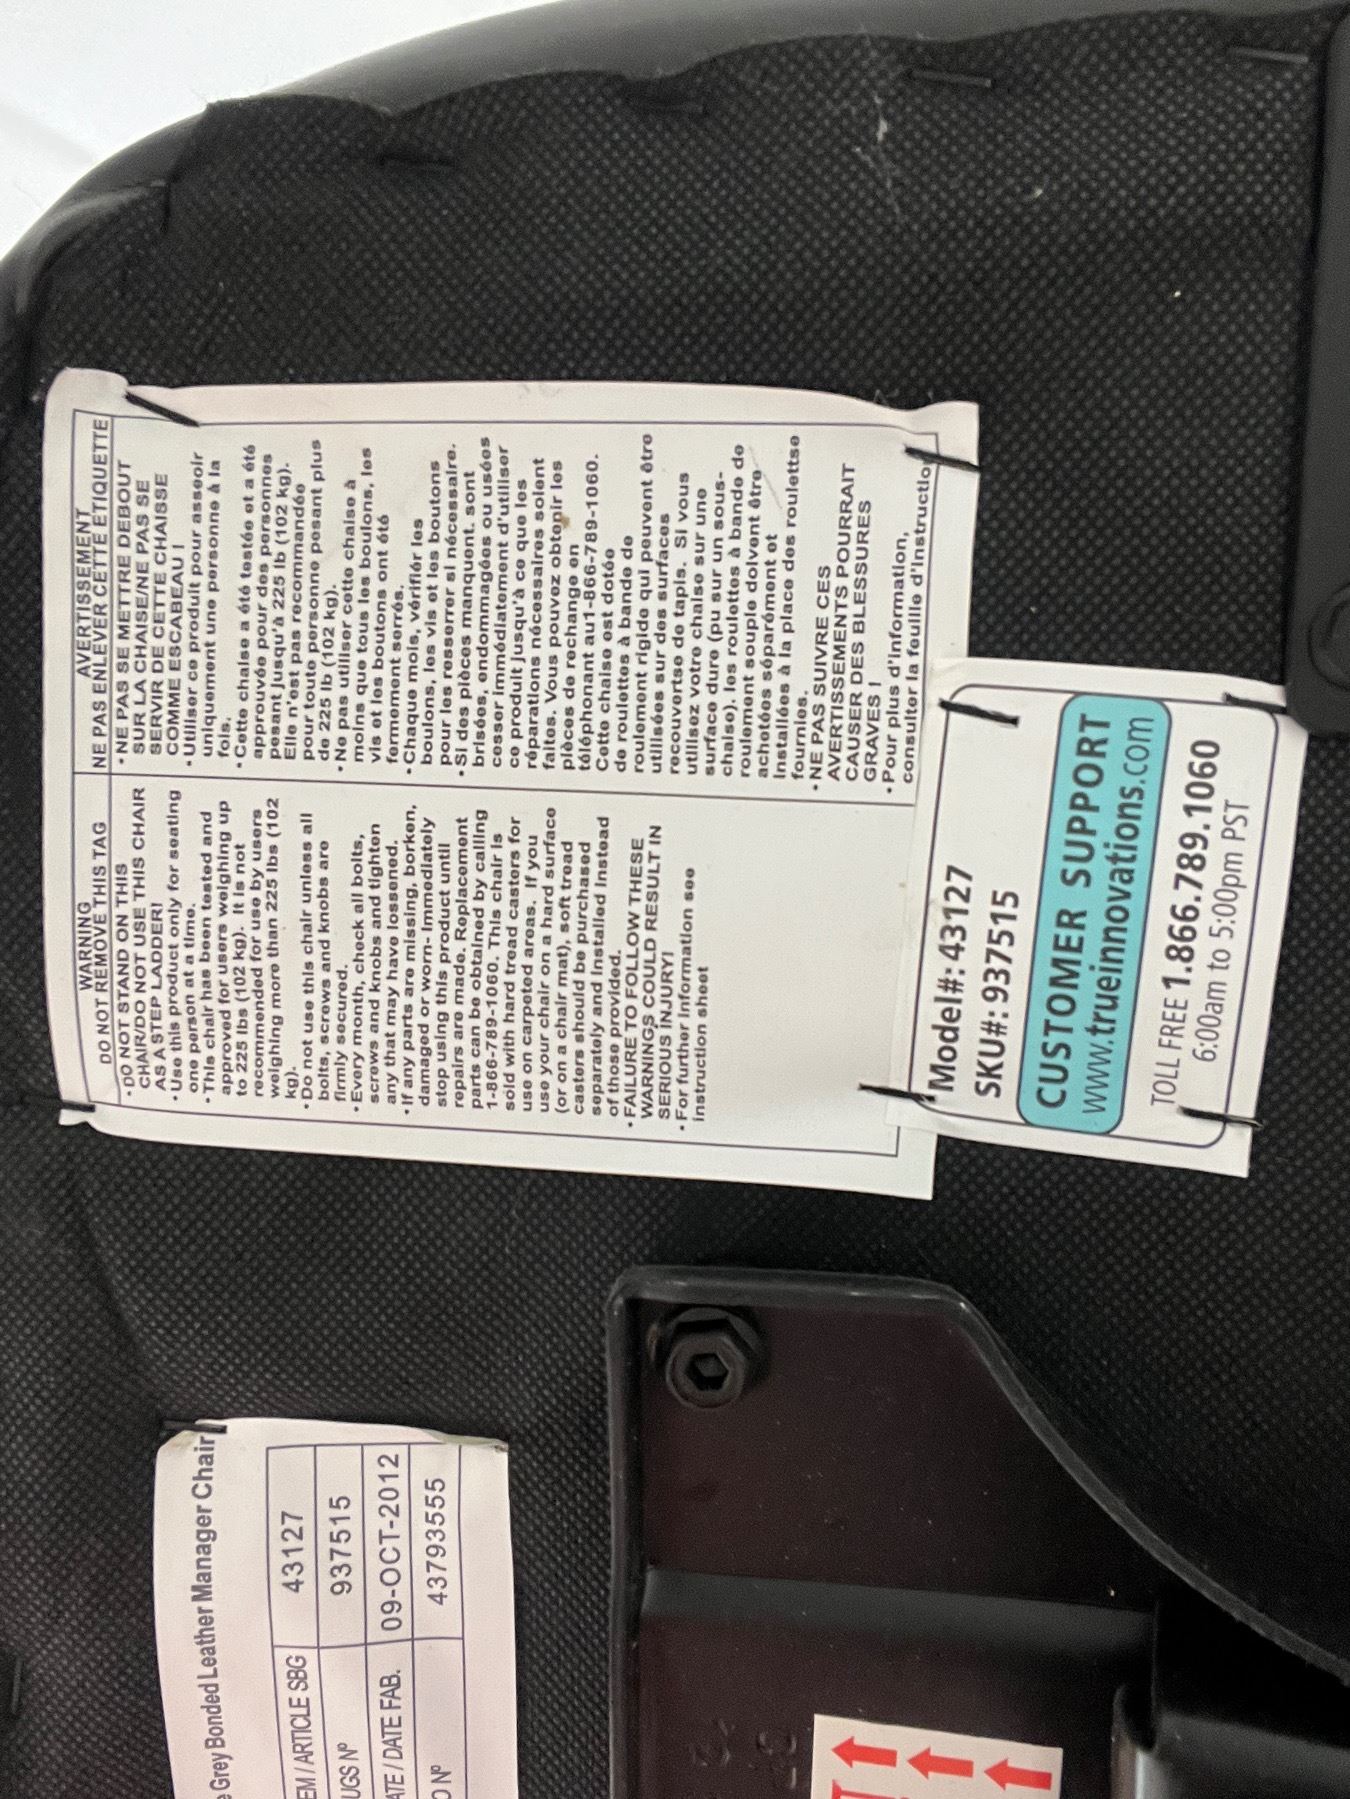 WARNING
DO NOT REMOVE THIS TAG
• DO NOT STAND ON THIS
CHAIR/DO NOT USE THIS CHAIR
AS A STEP LADDER!
• Use this product only for seating
one person at a time.
• This chair has been tested and
approved for users weighing up
to 225 lbs (102 kg). It is not
recommended for use by users
weighing more than 225 lbs (102
kg).
• Do not use this chair unless all
bolts, screws and knobs are
firmly secured.
• Every month, check all bolts,
screws and knobs and tighten
any that may have lossened.
• If any parts are missing, borken,
damaged or worn- Immediately
stop using this product until
repairs are made. Replacement
parts can be obtained by calling
1-866-789-1060. This chair is
sold with hard tread casters for
use on carpeted areas. If you
use your chair on a hard surface
(or on a chair mat), soft tread
casters should be purchased
separately and Installed Instead
of those provided.
• FAILURE TO FOLLOW THESE
WARNINGS COULD RESULT IN
SERIOUS INJURY!
• For further Information see
instruction sheet
AVERTISSEMENT
NE PAS ENLEVER CETTE ETIQUETTE
• NE PAS SE METTRE DEBOUT
SUR LA CHAISE/NE PAS SE
SERVIR DE CETTE CHAISSE
COMME ESCABEAU !
• Utiliser ce produit pour asseoir
uniquement une personne à la
fois.
• Cette chaise a été testée et a été
approuvée pour des personnes
pesant jusqu'à 225 lb (102 kg).
Elle n'est pas recommandée
pour toute personne pesant plus
de 225 lb (102 kg).
• Ne pas utiliser cette chaise à
moins que tous les boulons, les
vis et les boutons ont été
fermement serrés.
• Chaque mois, vérifiér les
boulons, les vis et les boutons
pour les resserrer si nécessaire.
• Si des pièces manquent. sont
brisées, endommagées ou usées
cesser immédiatement d'utiliser
ce produit jusqu'à ce que les
réparations nécessaires solent
faites. Vous pouvez obtenir les
pièces de rechange en
téléphonant au1-866-789-1060.
Cette chaise est dotée
de roulettes à bande de
roulement rigide qui peuvent être
utilisées sur des surfaces
recouverts de tapis. Si vous
utilisez votre chaise sur une
surface dure (pu sur un sous-
chaise), les roulettes à bande de
roulement souple doivent être
achetées séparément et
Installées à la place des roulettse
fournies.
• NE PAS SUIVRE CES
AVERTISSEMENTS POURRAIT
CAUSER DES BLESSURES
GRAVES !
• Pour plus d'Information,
consulter la feuille d'Instructio
Model#: 43127
SKU#: 937515
CUSTOMER SUPPORT
www.trueinnovations.com
TOLL FREE 1.866.789.1060
6:00am to 5:00pm PST
e Grey Bonded Leather Manager Chair
EM / ARTICLE SBG 43127
UGS Nº 937515
ATE / DATE FAB. 09-OCT-2012
O Nº 43793555